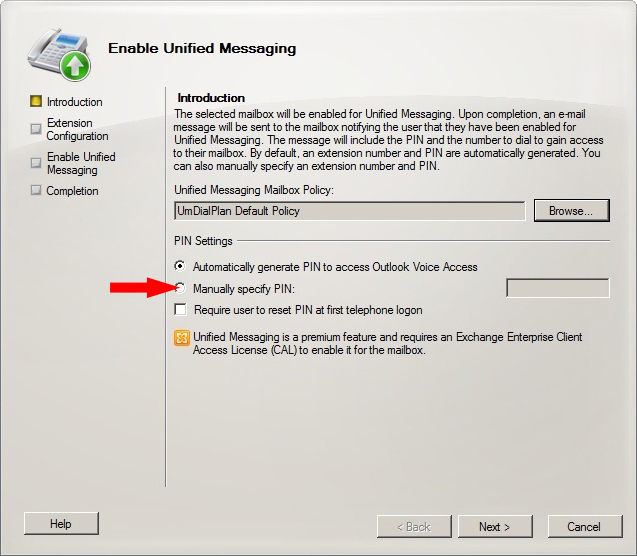 Enable Unified Messaging
Introduction
Extension
Configuration
Enable Unified
Messaging
Completion
Introduction
The selected mailbox will be enabled for Unified Messaging. Upon completion, an e-mail
message will be sent to the mailbox notifying the user that they have been enabled for
Unified Messaging. The message will include the PIN and the number to dial to gain access
to their mailbox. By default, an extension number and PIN are automatically generated. You
can also manually specify an extension number and PIN.
Unified Messaging Mailbox Policy:
UmDialPlan Default Policy
Browse...
PIN Settings
Automatically generate PIN to access Outlook Voice Access
Manually specify PIN:
Require user to reset PIN at first telephone logon
Unified Messaging is a premium feature and requires an Exchange Enterprise Client
Access License (CAL) to enable it for the mailbox.
Help
< Back
Next >
Cancel